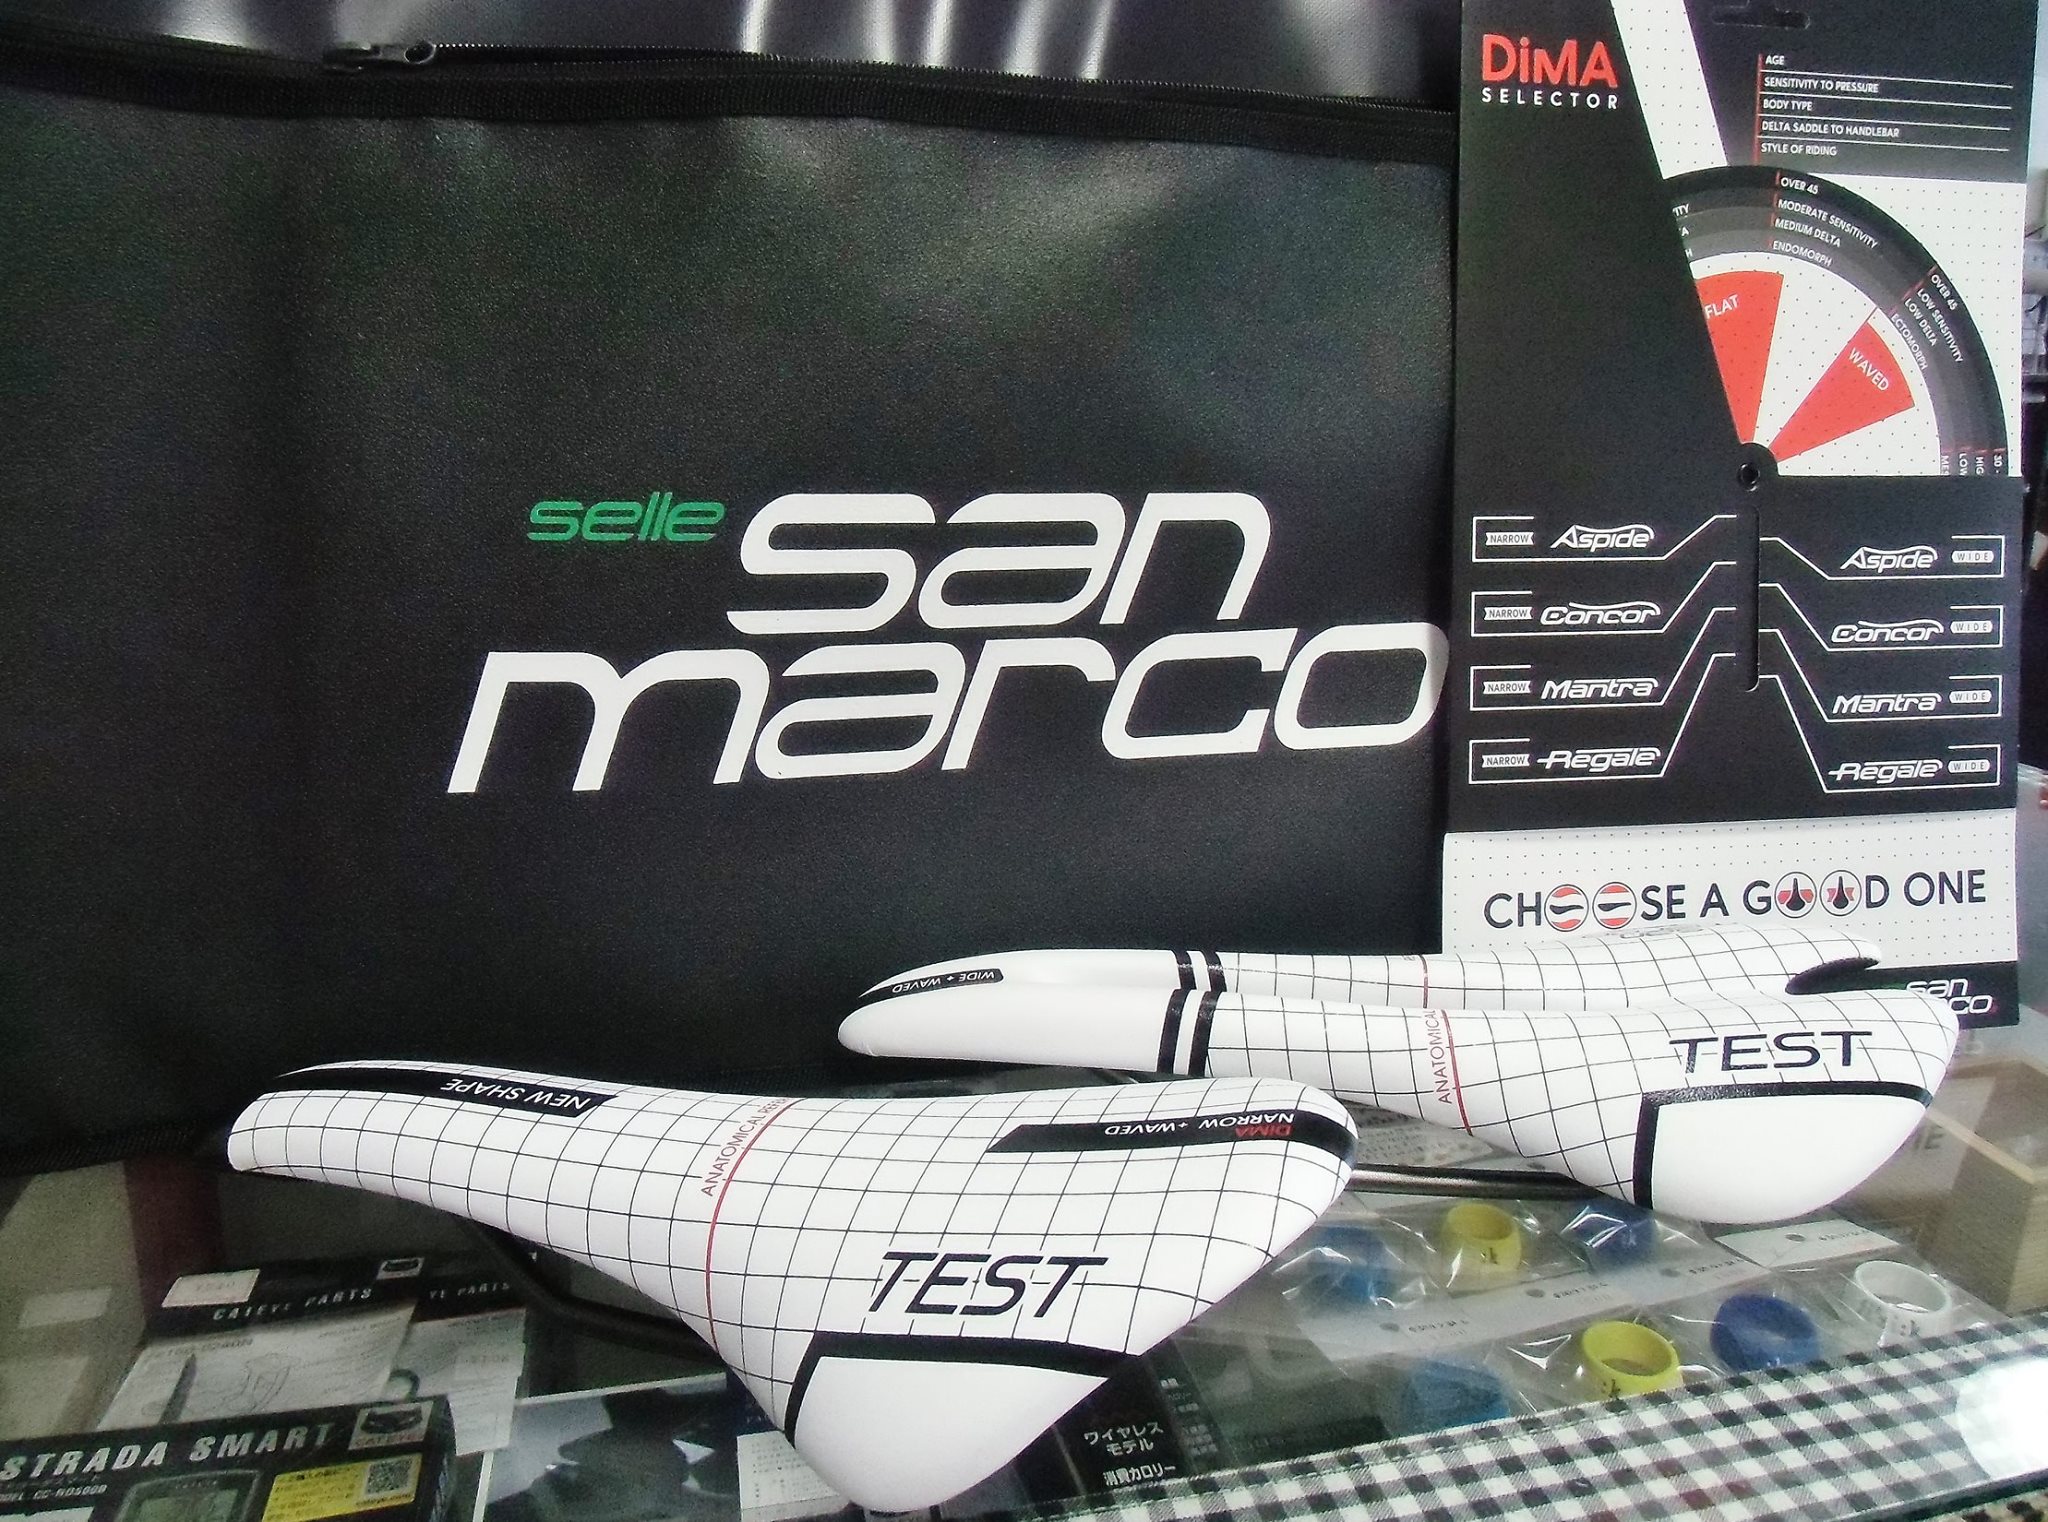 selle
san
marco
DiMA
SELECTOR
AGE
SENSITIVITY TO PRESSURE
BODY TYPE
DELTA SADDLE TO HANDLEBAR
STYLE OF RIDING
OVER 45
MODERATE SENSITIVITY
MEDIUM DELTA
ENDOMORPH
OVER 45
LOW SENSITIVITY
LOW DELTA
ECTOMORPH
FLAT
WAVED
NARROW Aspide
Aspide WIDE
NARROW Concor
Concor WIDE
NARROW Mantra
Mantra WIDE
NARROW Regale
Regale WIDE
CHOOSE A GOOD ONE
san
WIDE + WAVED
ANATOMICAL
TEST
NEW SHAPE
ANATOMICAL
DiMA
NARROW + WAVED
TEST
CATEYE PARTS
STRADA SMART
CATEYE
ワイヤレス
モデル
消費カロリー